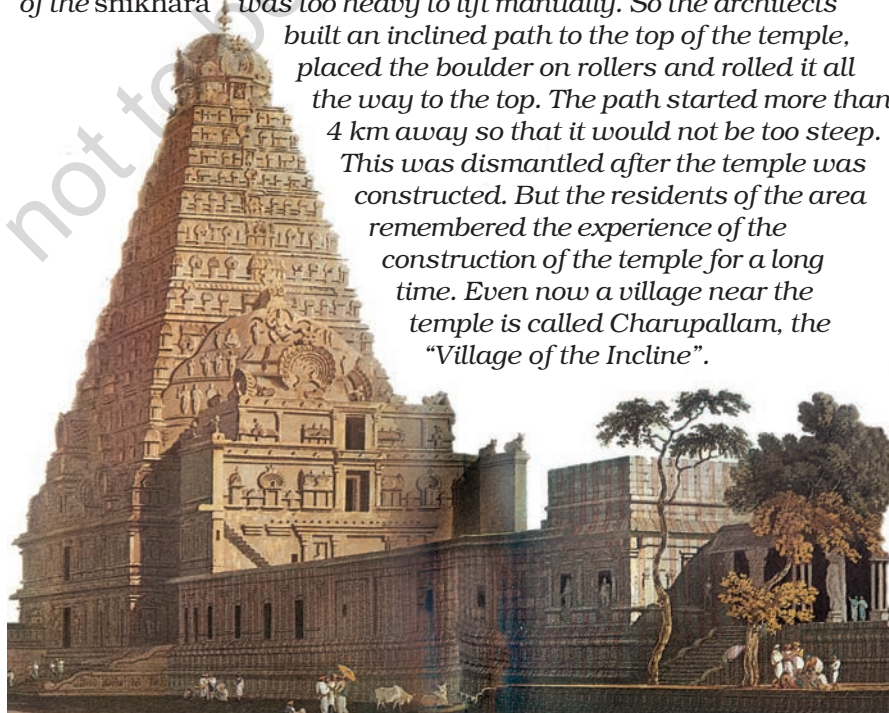 of the shikhara was too heavy to lift manually. So the architects
built an inclined path to the top of the temple,
placed the boulder on rollers and rolled it all
the way to the top. The path started more than
4 km away so that it would not be too steep.
This was dismantled after the temple was
constructed. But the residents of the area
remembered the experience of the
construction of the temple for a long
time. Even now a village near the
temple is called Charupallam, the
“Village of the Incline”.
not to be